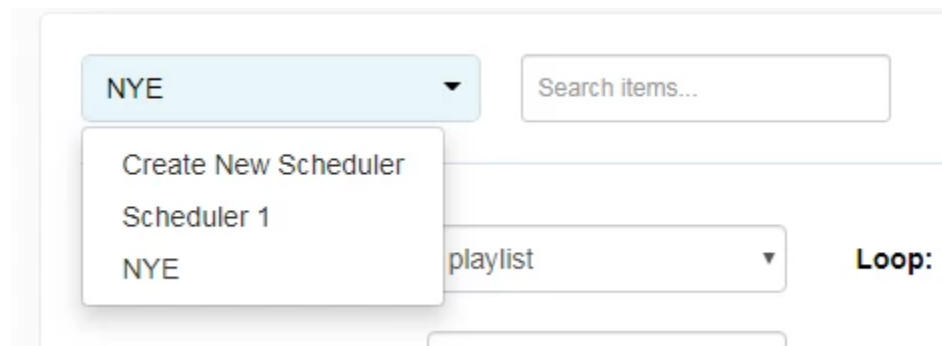 NYE
Search items...
Create New Scheduler
Scheduler 1
NYE
playlist
Loop: